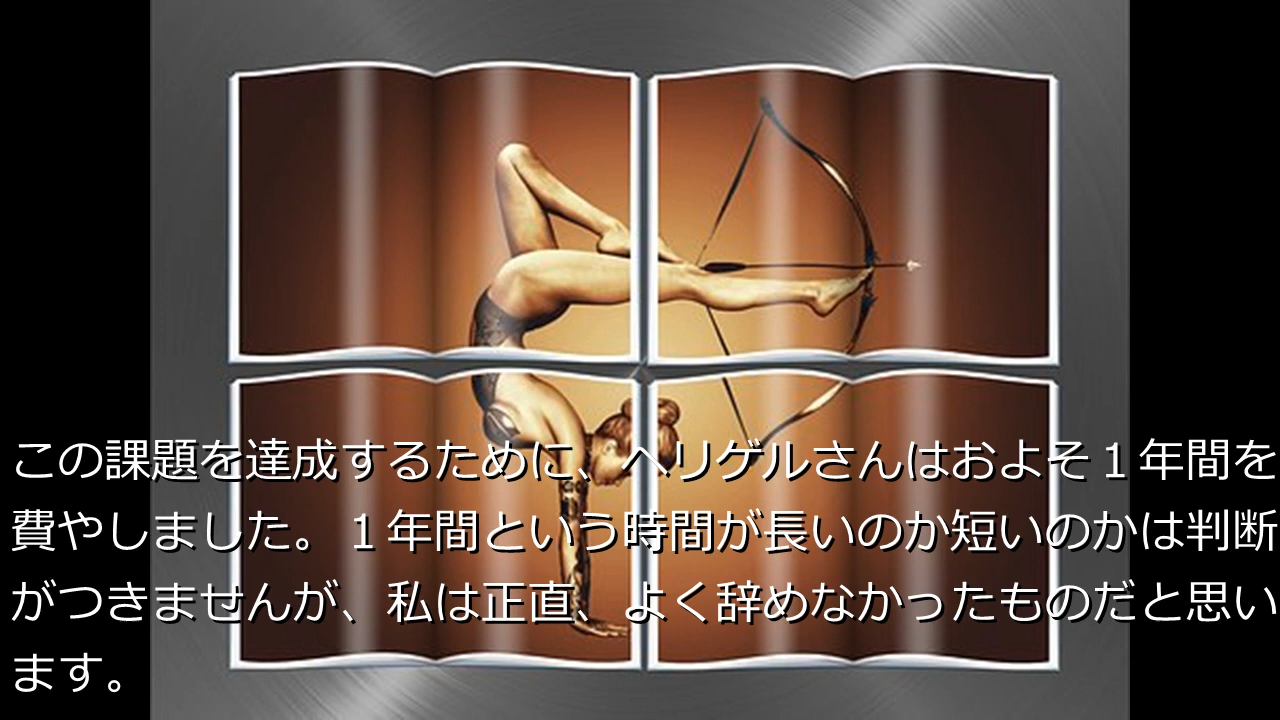 この課題を達成するために、ヘリゲルさんはおよそ１年間を
費やしました。１年間という時間が長いのか短いのかは判断
がつきませんが、私は正直、よく辞めなかったものだと思い
ます。